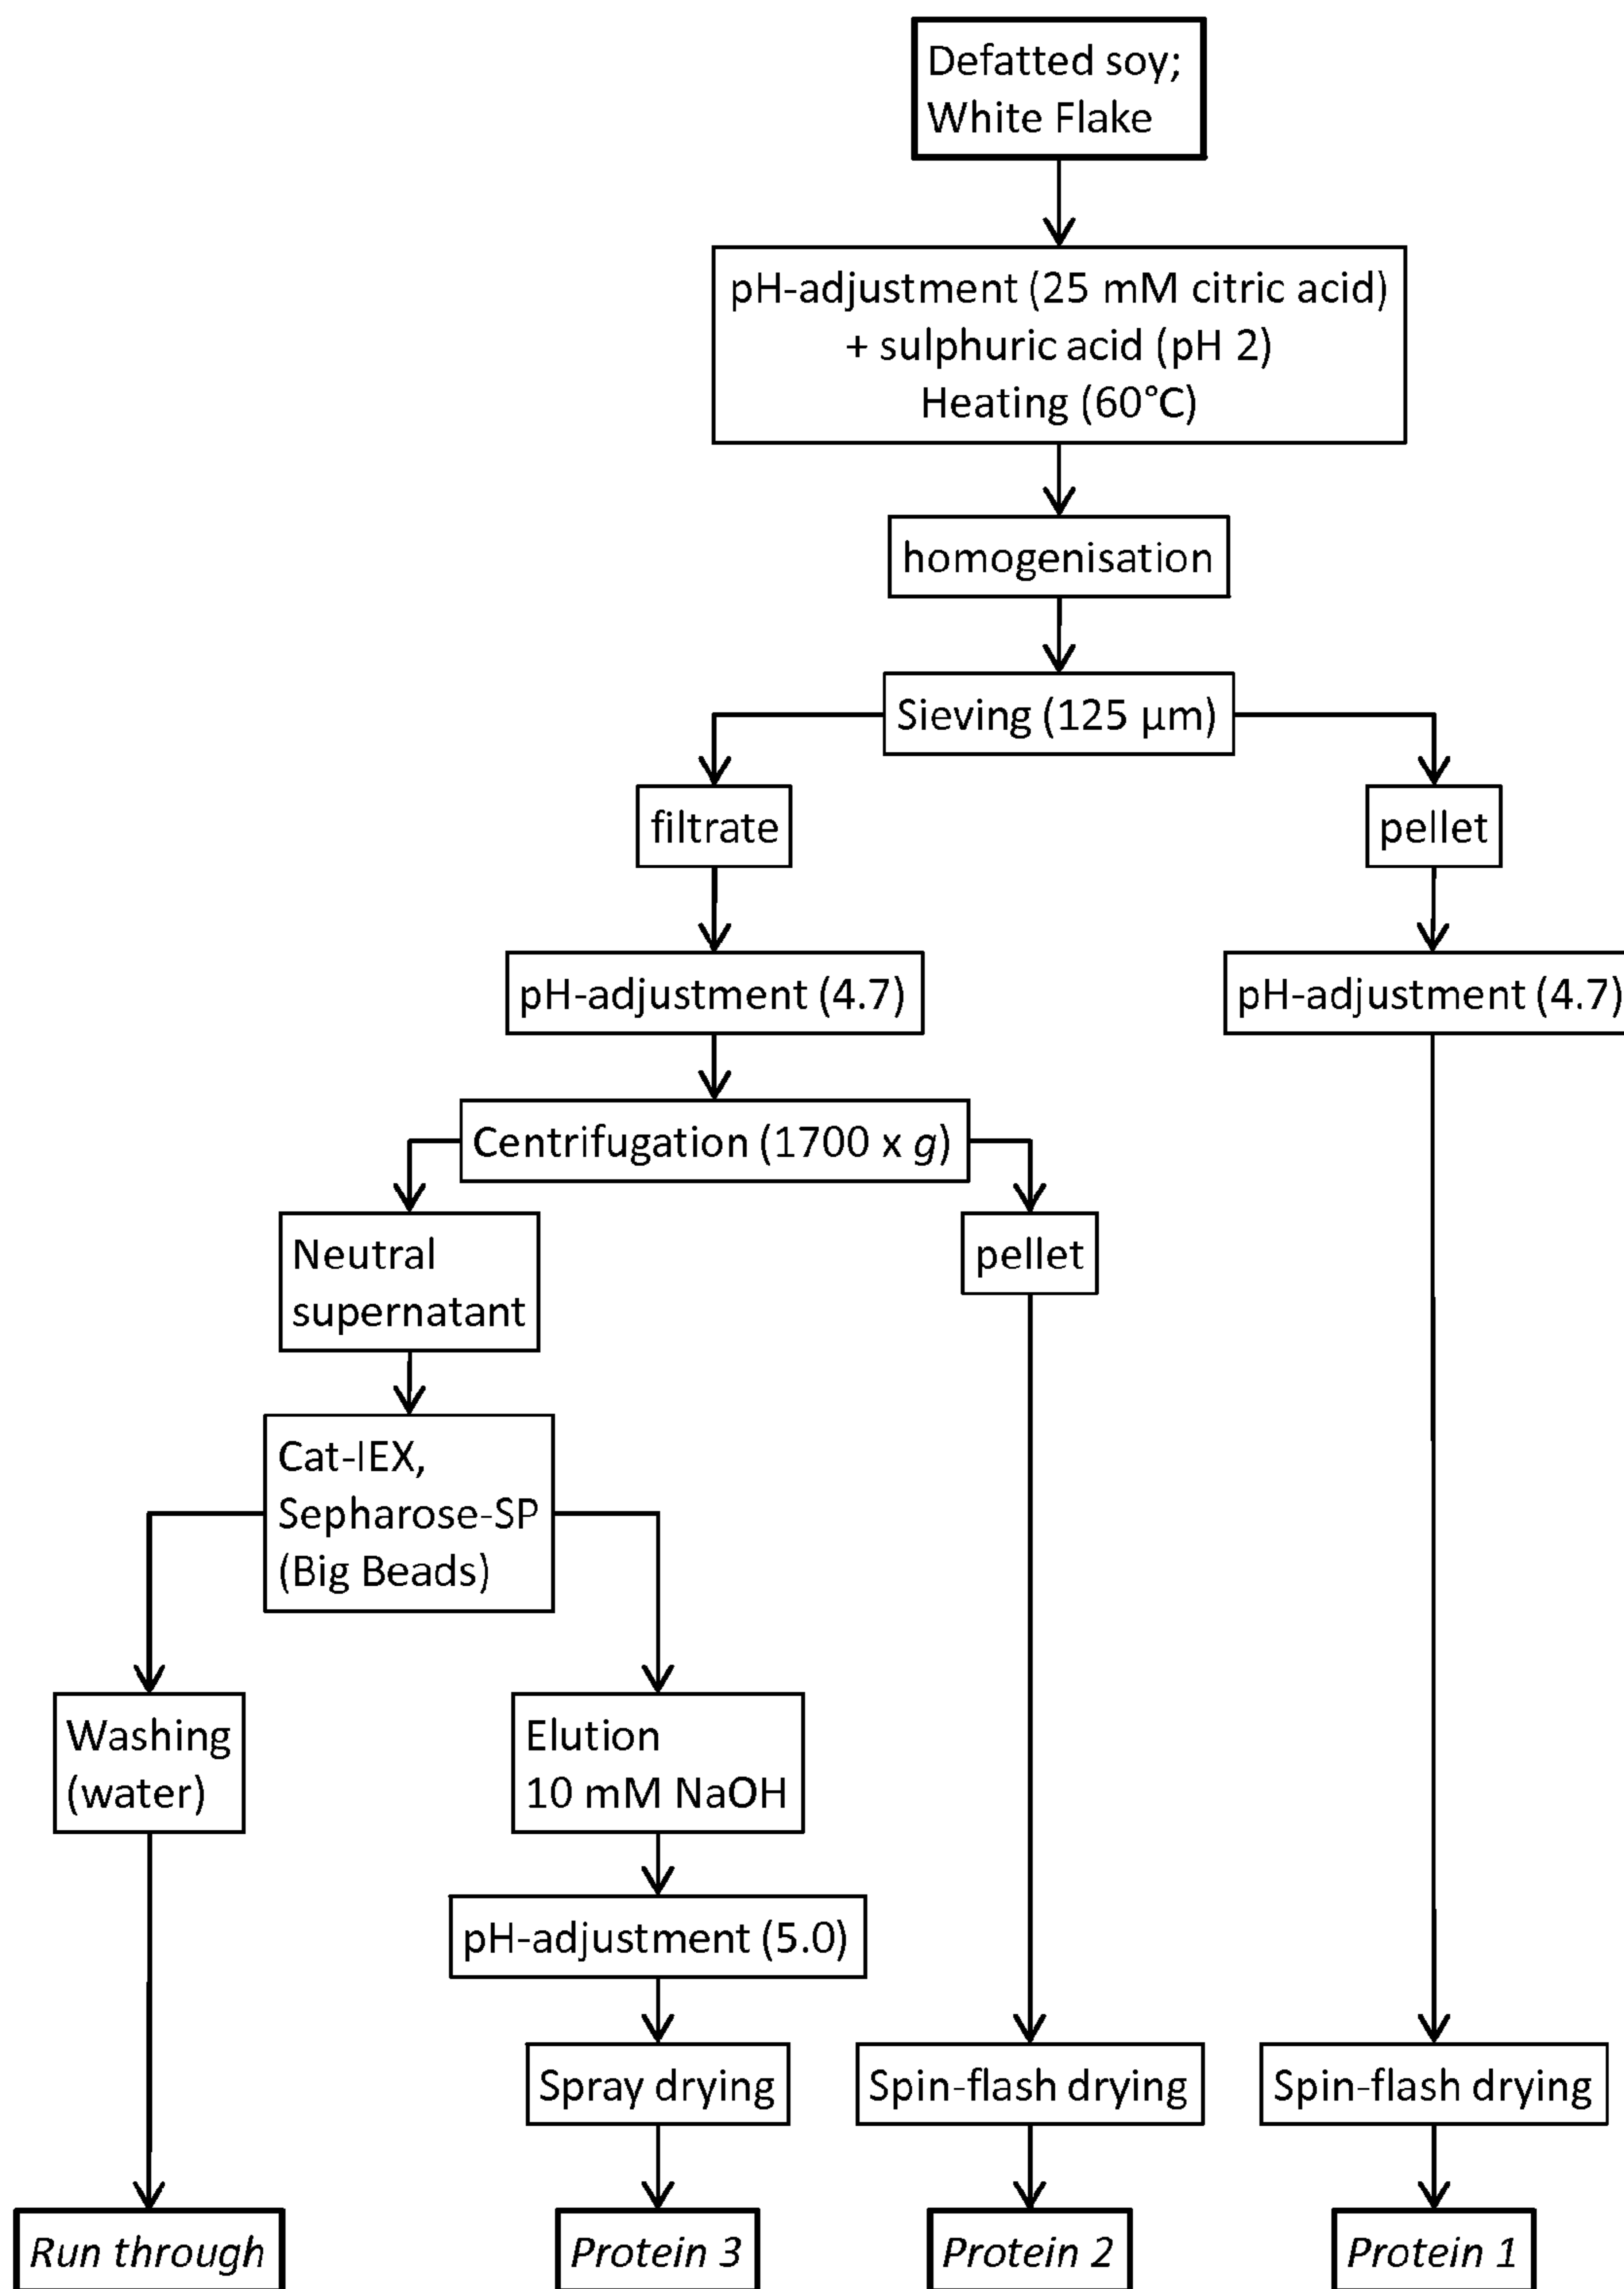 Defatted soy;
White Flake
pH-adjustment (25 mM citric acid)
+ sulphuric acid (pH 2)
Heating (60°C)
homogenisation
Sieving (125 µm)
filtrate
pellet
pH-adjustment (4.7)
pH-adjustment (4.7)
Centrifugation (1700 x g)
Neutral
supernatant
pellet
Cat-IEX,
Sepharose-SP
(Big Beads)
Washing
(water)
Elution
10 mM NaOH
pH-adjustment (5.0)
Spray drying
Spin-flash drying
Spin-flash drying
Run through
Protein 3
Protein 2
Protein 1